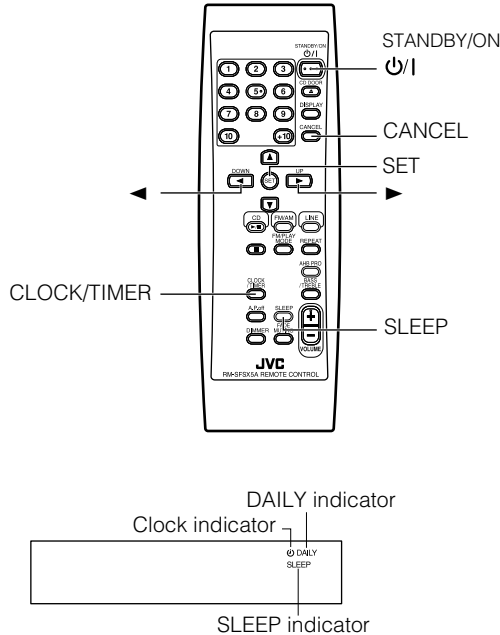 STANDBY/ON
STANDBY/ON
⏻/I
⏻/I
1 2 3
CD DOOR
4 5• 6
DISPLAY
7 8 9
CANCEL
CANCEL
10 +10
SET
DOWN
SET
UP
CD FM/AM LINE
FM/PLAY MODE
REPEAT
AHB PRO
BASS /TREBLE
CLOCK /TIMER
CLOCK/TIMER
A.P.off SLEEP
SLEEP
DIMMER
FADE MUTING
+
-
VOLUME
JVC
RM-SFSX5A REMOTE CONTROL
DAILY indicator
Clock indicator
DAILY
SLEEP
SLEEP indicator